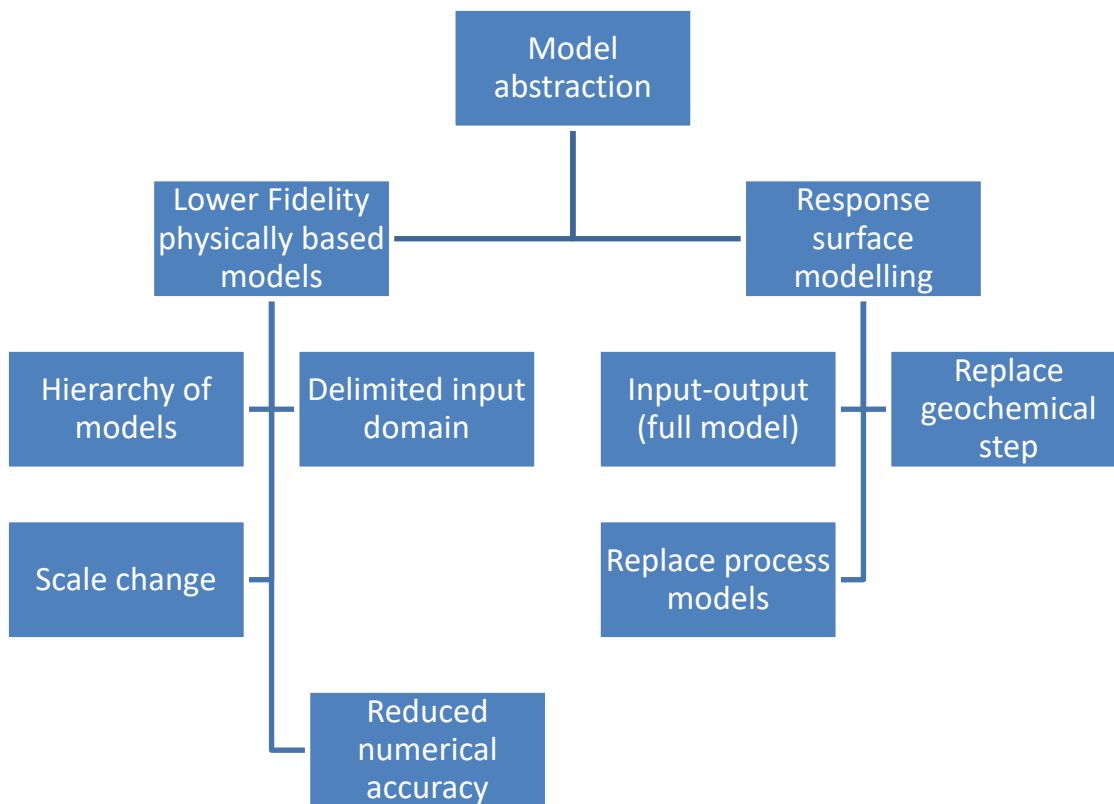 Model
abstraction
Lower Fidelity
physically based
models
Response
surface
modelling
Hierarchy of
models
Delimited input
domain
Input-output
(full model)
Replace
geochemical
step
Scale change
Replace process
models
Reduced
numerical
accuracy